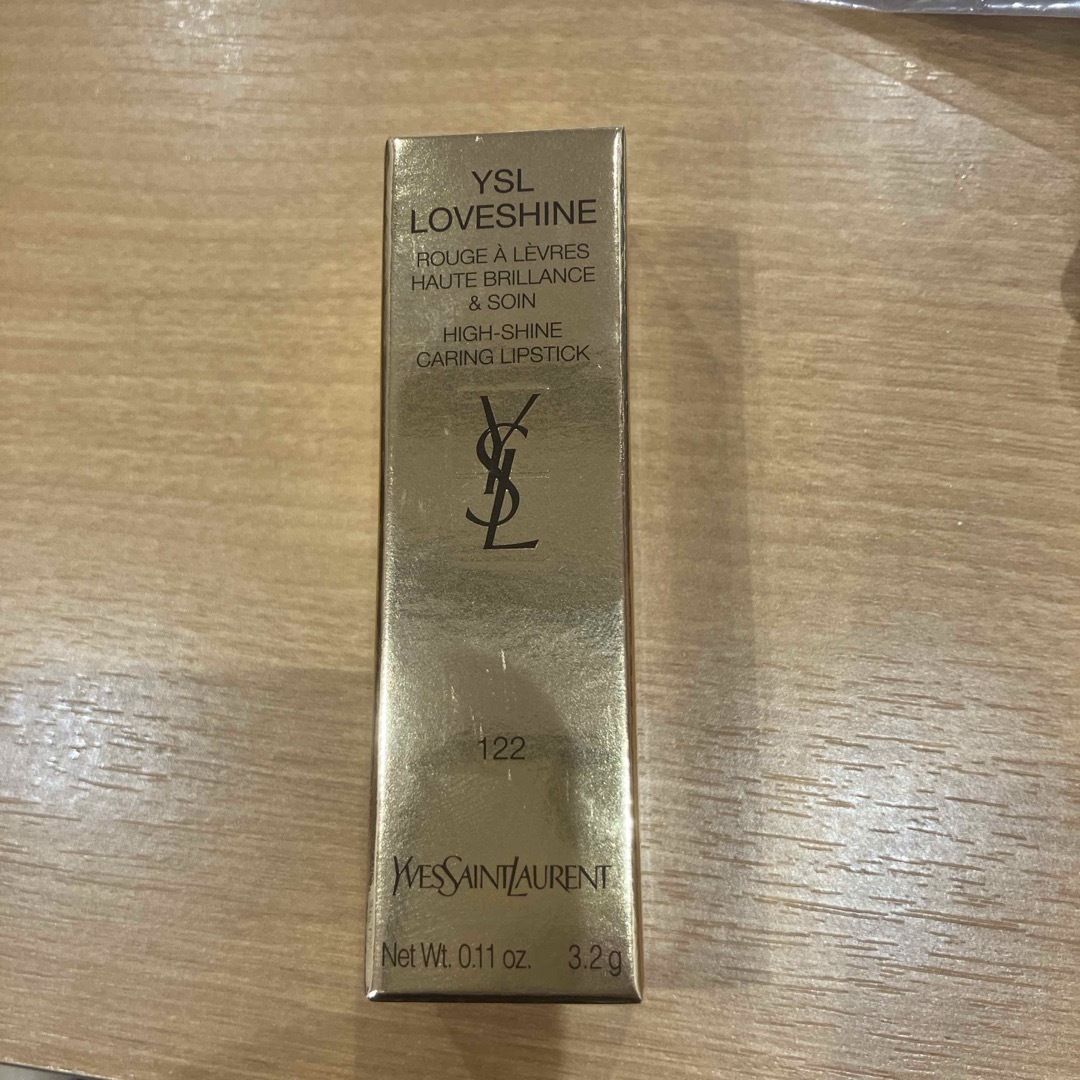 YSL
LOVESHINE
ROUGE À LÈVRES
HAUTE BRILLANCE
& SOIN
HIGH-SHINE
CARING LIPSTICK
YSL
122
YVESSAINTLAURENT
Net Wt. 0.11 oz. 3.2 g